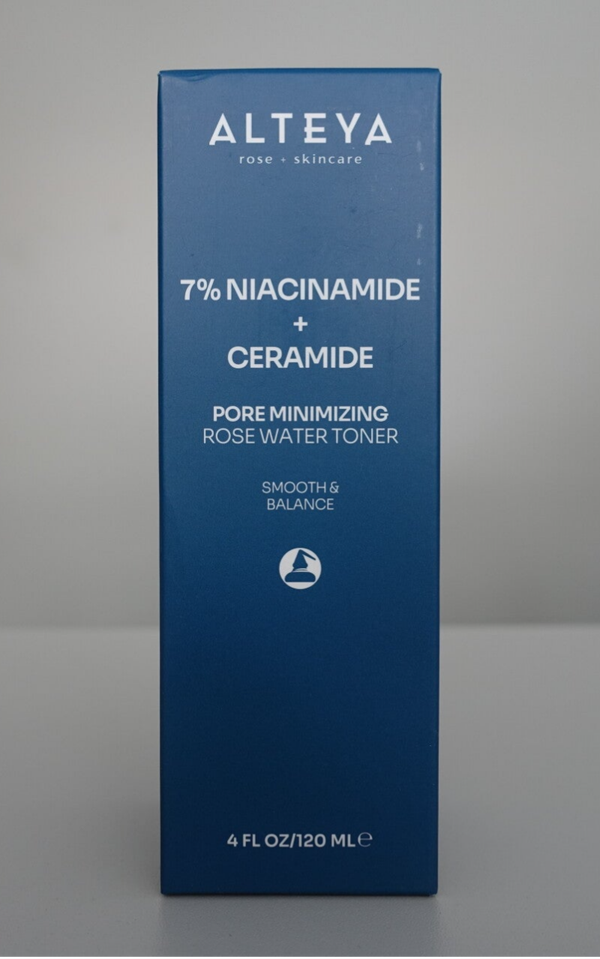 ALTEYA
rose + skincare
7% NIACINAMIDE
+
CERAMIDE
PORE MINIMIZING
ROSE WATER TONER
SMOOTH &
BALANCE
4 FL OZ/120 ML ℮